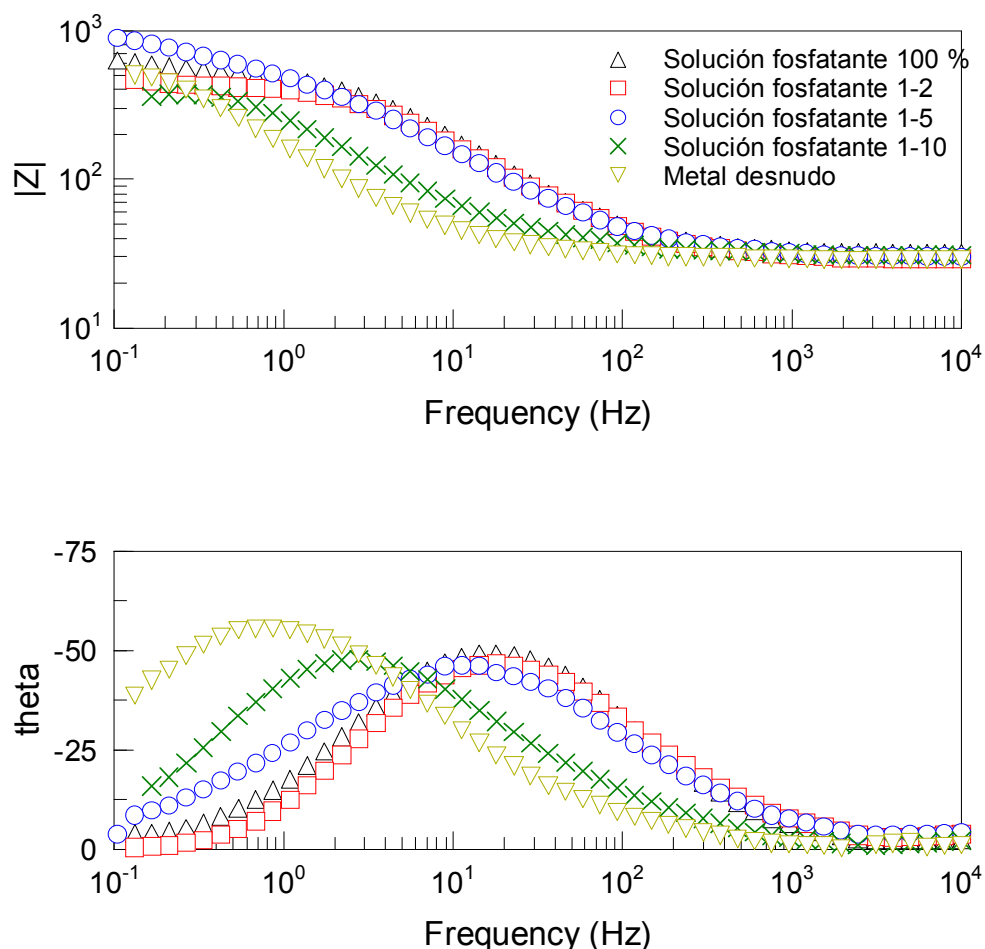 10³
10²
10¹
|Z|
Solución fosfatante 100 %
Solución fosfatante 1-2
Solución fosfatante 1-5
Solución fosfatante 1-10
Metal desnudo
10⁻¹ 10⁰ 10¹ 10² 10³ 10⁴
Frequency (Hz)
-75
-50
-25
0
theta
10⁻¹ 10⁰ 10¹ 10² 10³ 10⁴
Frequency (Hz)